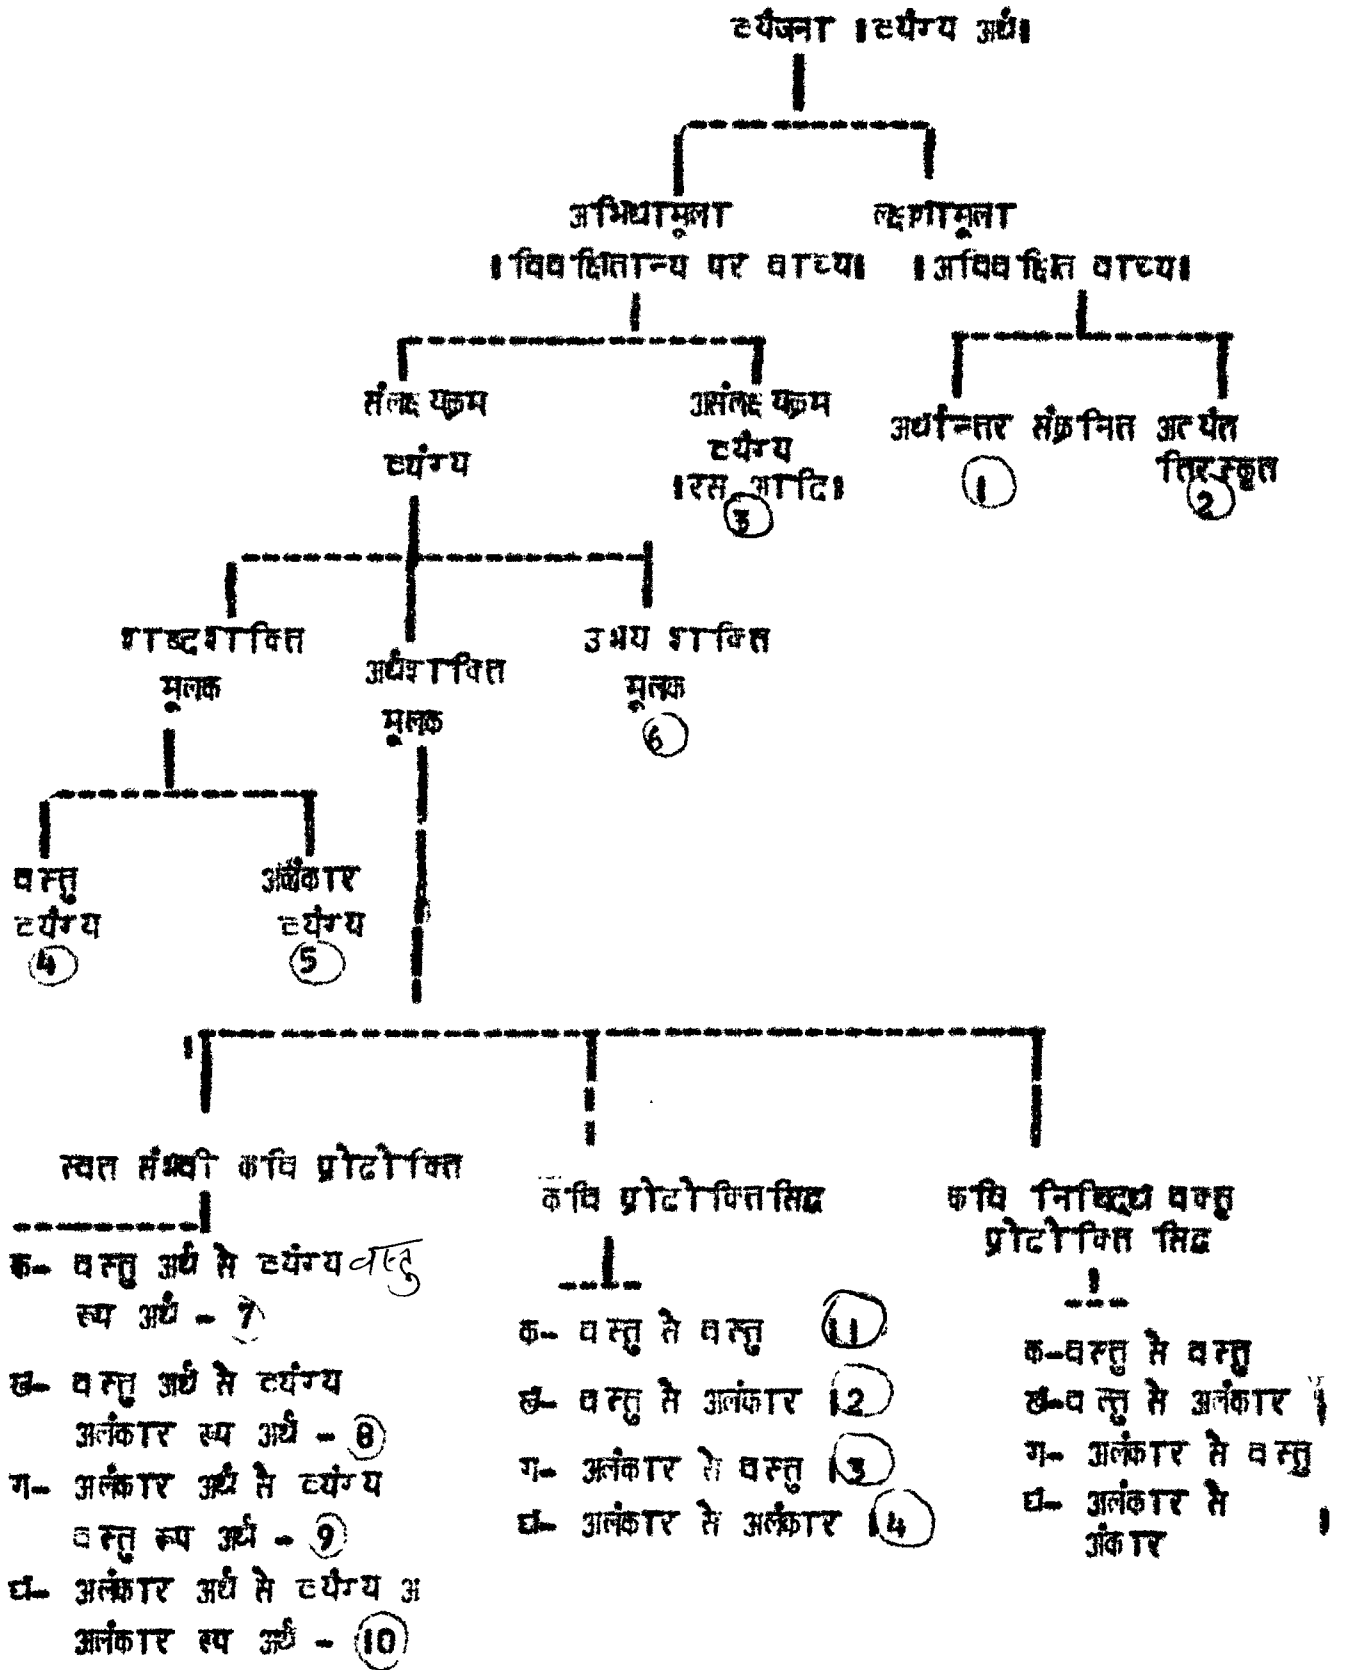 व्यंजना ।व्यंग्य अर्थ।
अभिधामूला
लक्षणामूला
।विवक्षितान्य पर वाच्य।
।अविवक्षित वाच्य।
संलक्ष्यक्रम
व्यंग्य
असंलक्ष्यक्रम
व्यंग्य
।रस आदि।
3
अर्थान्तर संक्रमित
1
अत्यंत
तिरस्कृत
2
शब्दशक्ति
मूलक
अर्थशक्ति
मूलक
उभय शक्ति
मूलक
6
वस्तु
व्यंग्य
4
अलंकार
व्यंग्य
5
स्वत संभवी कवि प्रोढोक्ति
क- वस्तु अर्थ से व्यंग्य वस्तु
रूप अर्थ - 7
ख- वस्तु अर्थ से व्यंग्य
अलंकार रूप अर्थ - 8
ग- अलंकार अर्थ से व्यंग्य
वस्तु रूप अर्थ - 9
घ- अलंकार अर्थ से व्यंग्य अ
अलंकार रूप अर्थ - 10
कवि प्रोढोक्तिसिद्ध
क- वस्तु से वस्तु 11
ख- वस्तु से अलंकार 12
ग- अलंकार से वस्तु 13
घ- अलंकार से अलंकार 14
कवि निबिद्ध वक्तृ
प्रोढोक्ति सिद्ध
क-वस्तु से वस्तु
ख-वस्तु से अलंकार
ग- अलंकार से वस्तु
घ- अलंकार से
अंकार